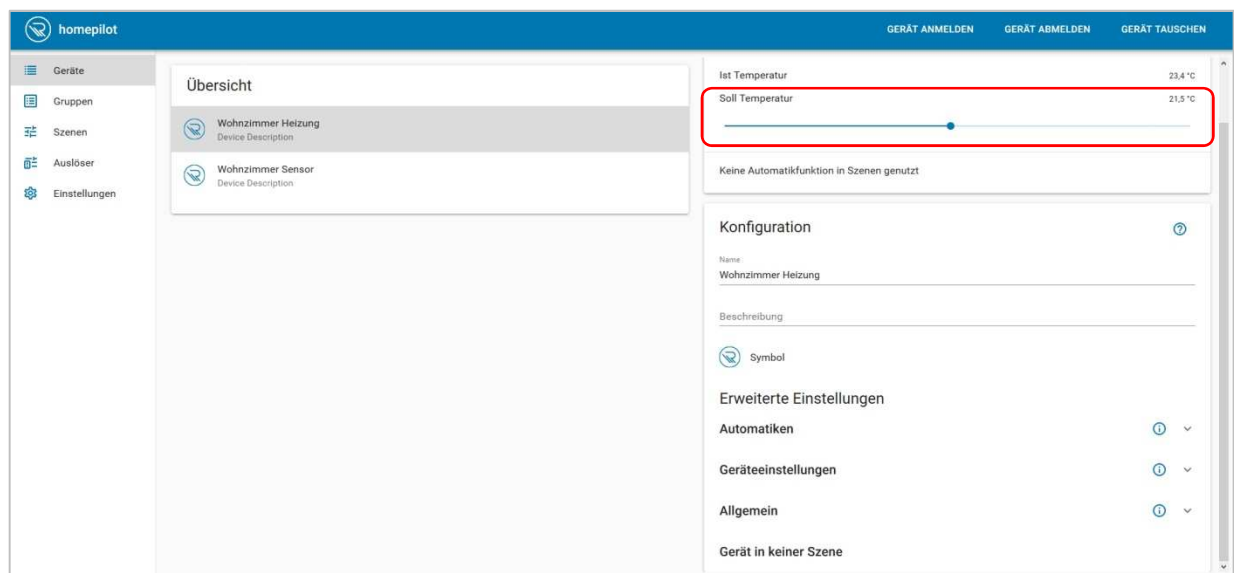 homepilot
GERÄT ANMELDEN GERÄT ABMELDEN GERÄT TAUSCHEN
Geräte
Gruppen
Szenen
Auslöser
Einstellungen
Übersicht
Wohnzimmer Heizung
Device Description
Wohnzimmer Sensor
Device Description
Ist Temperatur 23,4 °C
Soll Temperatur 21,5 °C
Keine Automatikfunktion in Szenen genutzt
Konfiguration
Name
Wohnzimmer Heizung
Beschreibung
Symbol
Erweiterte Einstellungen
Automatiken
Geräteeinstellungen
Allgemein
Gerät in keiner Szene